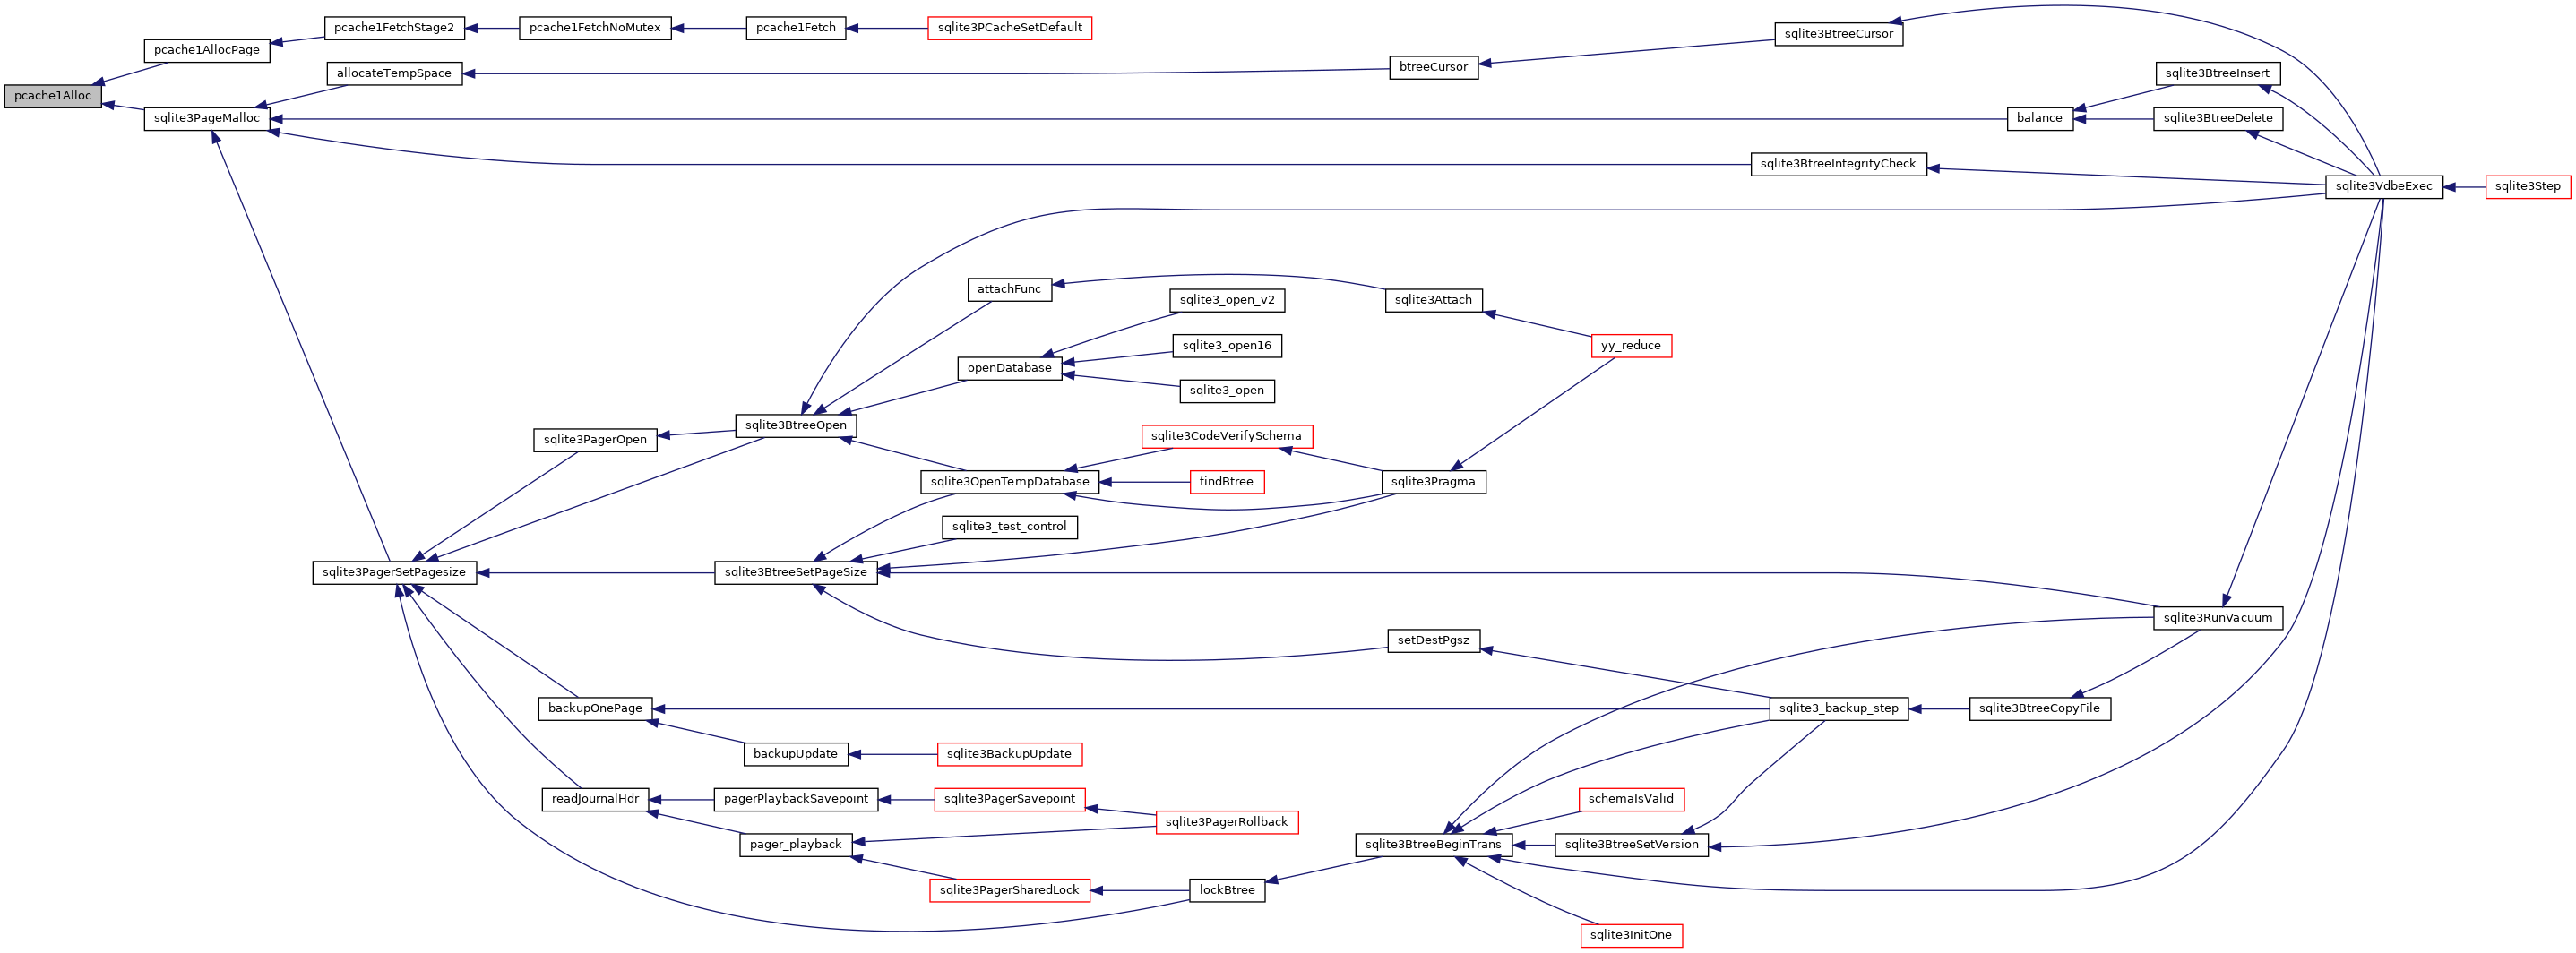 pcache1Alloc
pcache1AllocPage
pcache1FetchStage2
pcache1FetchNoMutex
pcache1Fetch
sqlite3PCacheSetDefault
sqlite3PageMalloc
allocateTempSpace
btreeCursor
sqlite3BtreeCursor
balance
sqlite3BtreeInsert
sqlite3BtreeDelete
sqlite3BtreeIntegrityCheck
sqlite3VdbeExec
sqlite3Step
attachFunc
sqlite3Attach
sqlite3_open_v2
sqlite3_open16
sqlite3_open
openDatabase
yy_reduce
sqlite3PagerOpen
sqlite3BtreeOpen
sqlite3CodeVerifySchema
sqlite3OpenTempDatabase
findBtree
sqlite3Pragma
sqlite3_test_control
sqlite3PagerSetPagesize
sqlite3BtreeSetPageSize
sqlite3RunVacuum
setDestPgsz
backupOnePage
sqlite3_backup_step
sqlite3BtreeCopyFile
backupUpdate
sqlite3BackupUpdate
readJournalHdr
pagerPlaybackSavepoint
sqlite3PagerSavepoint
sqlite3PagerRollback
schemaIsValid
pager_playback
sqlite3BtreeBeginTrans
sqlite3BtreeSetVersion
sqlite3PagerSharedLock
lockBtree
sqlite3InitOne